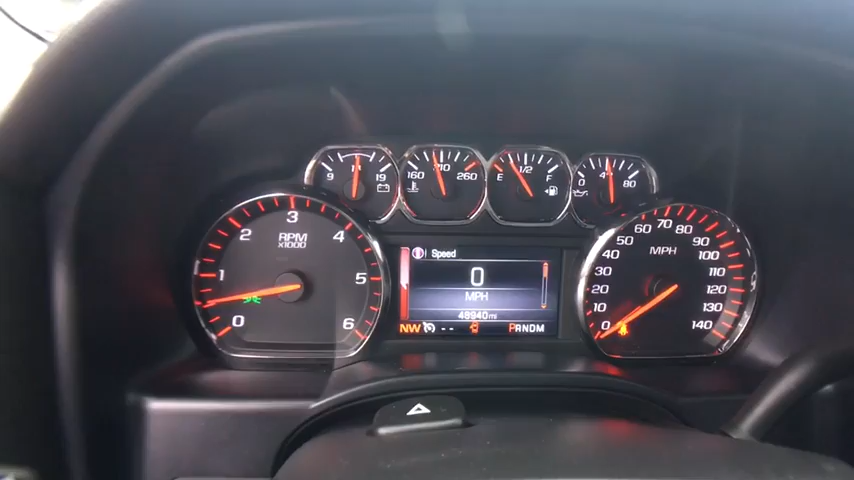 9 19
160 210 260
E 1/2 F
0 40 80
RPM
x1000
0 1 2 3 4 5 6
Speed
0
MPH
48940mi
NW -- PRNDM
MPH
0 10 20 30 40 50 60 70 80 90 100 110 120 130 140